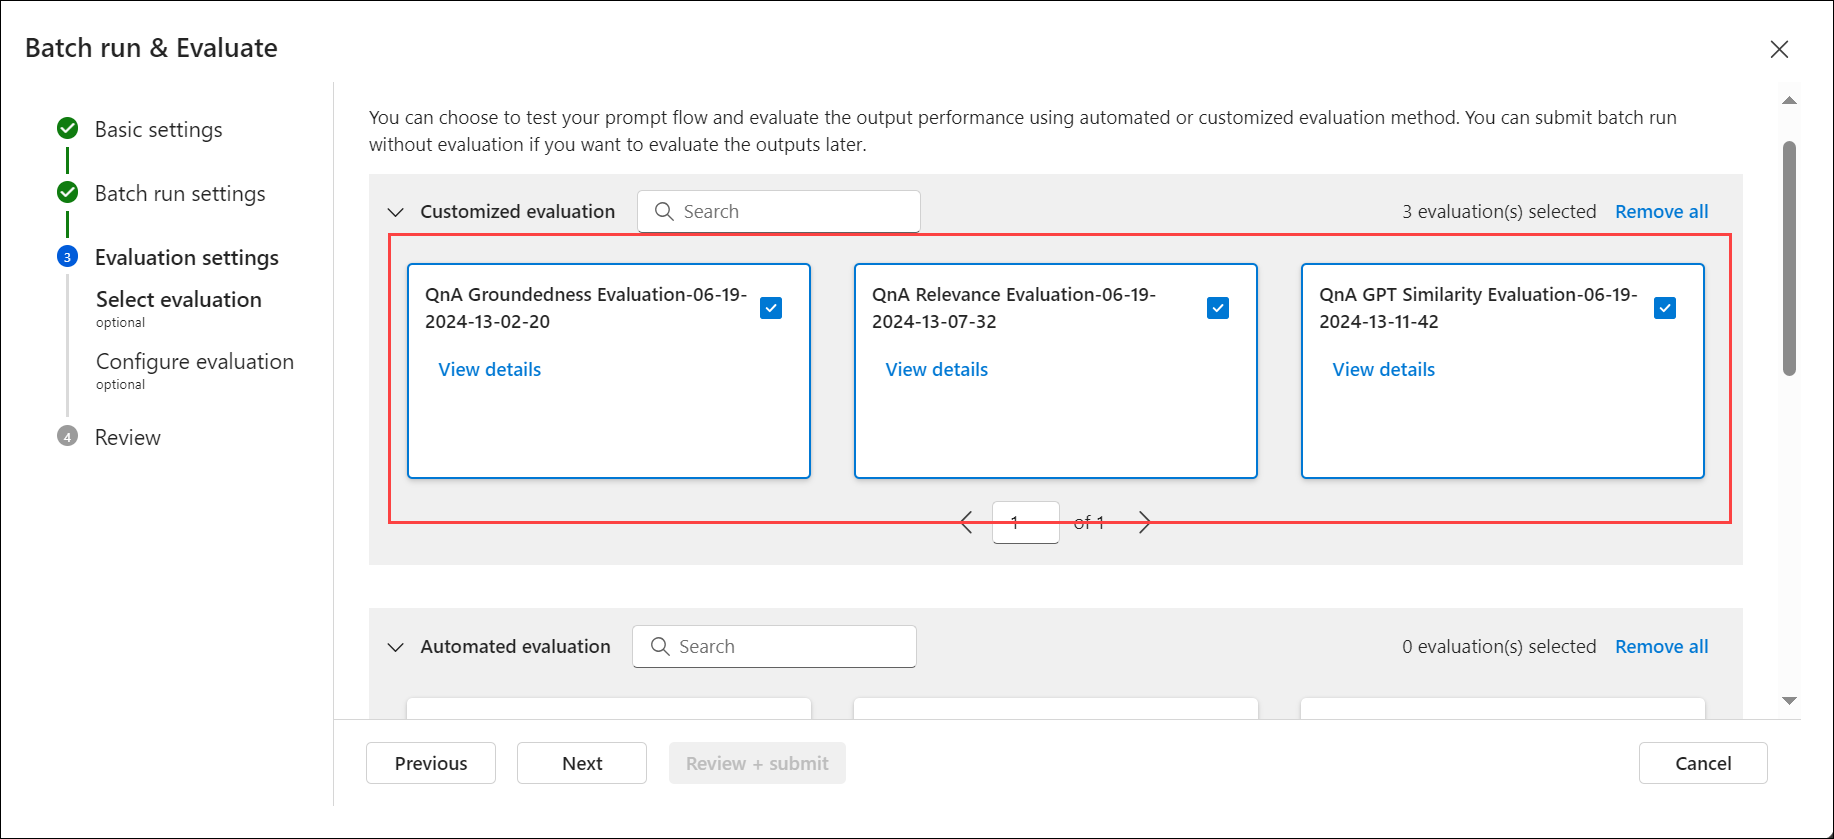 Batch run & Evaluate
Basic settings
Batch run settings
3
Evaluation settings
Select evaluation
optional
Configure evaluation
optional
4
Review
You can choose to test your prompt flow and evaluate the output performance using automated or customized evaluation method. You can submit batch run
without evaluation if you want to evaluate the outputs later.
Customized evaluation
Search
3 evaluation(s) selected
Remove all
QnA Groundedness Evaluation-06-19-
2024-13-02-20
View details
QnA Relevance Evaluation-06-19-
2024-13-07-32
View details
QnA GPT Similarity Evaluation-06-19-
2024-13-11-42
View details
1 of 1
Automated evaluation
Search
0 evaluation(s) selected
Remove all
Previous
Next
Review + submit
Cancel